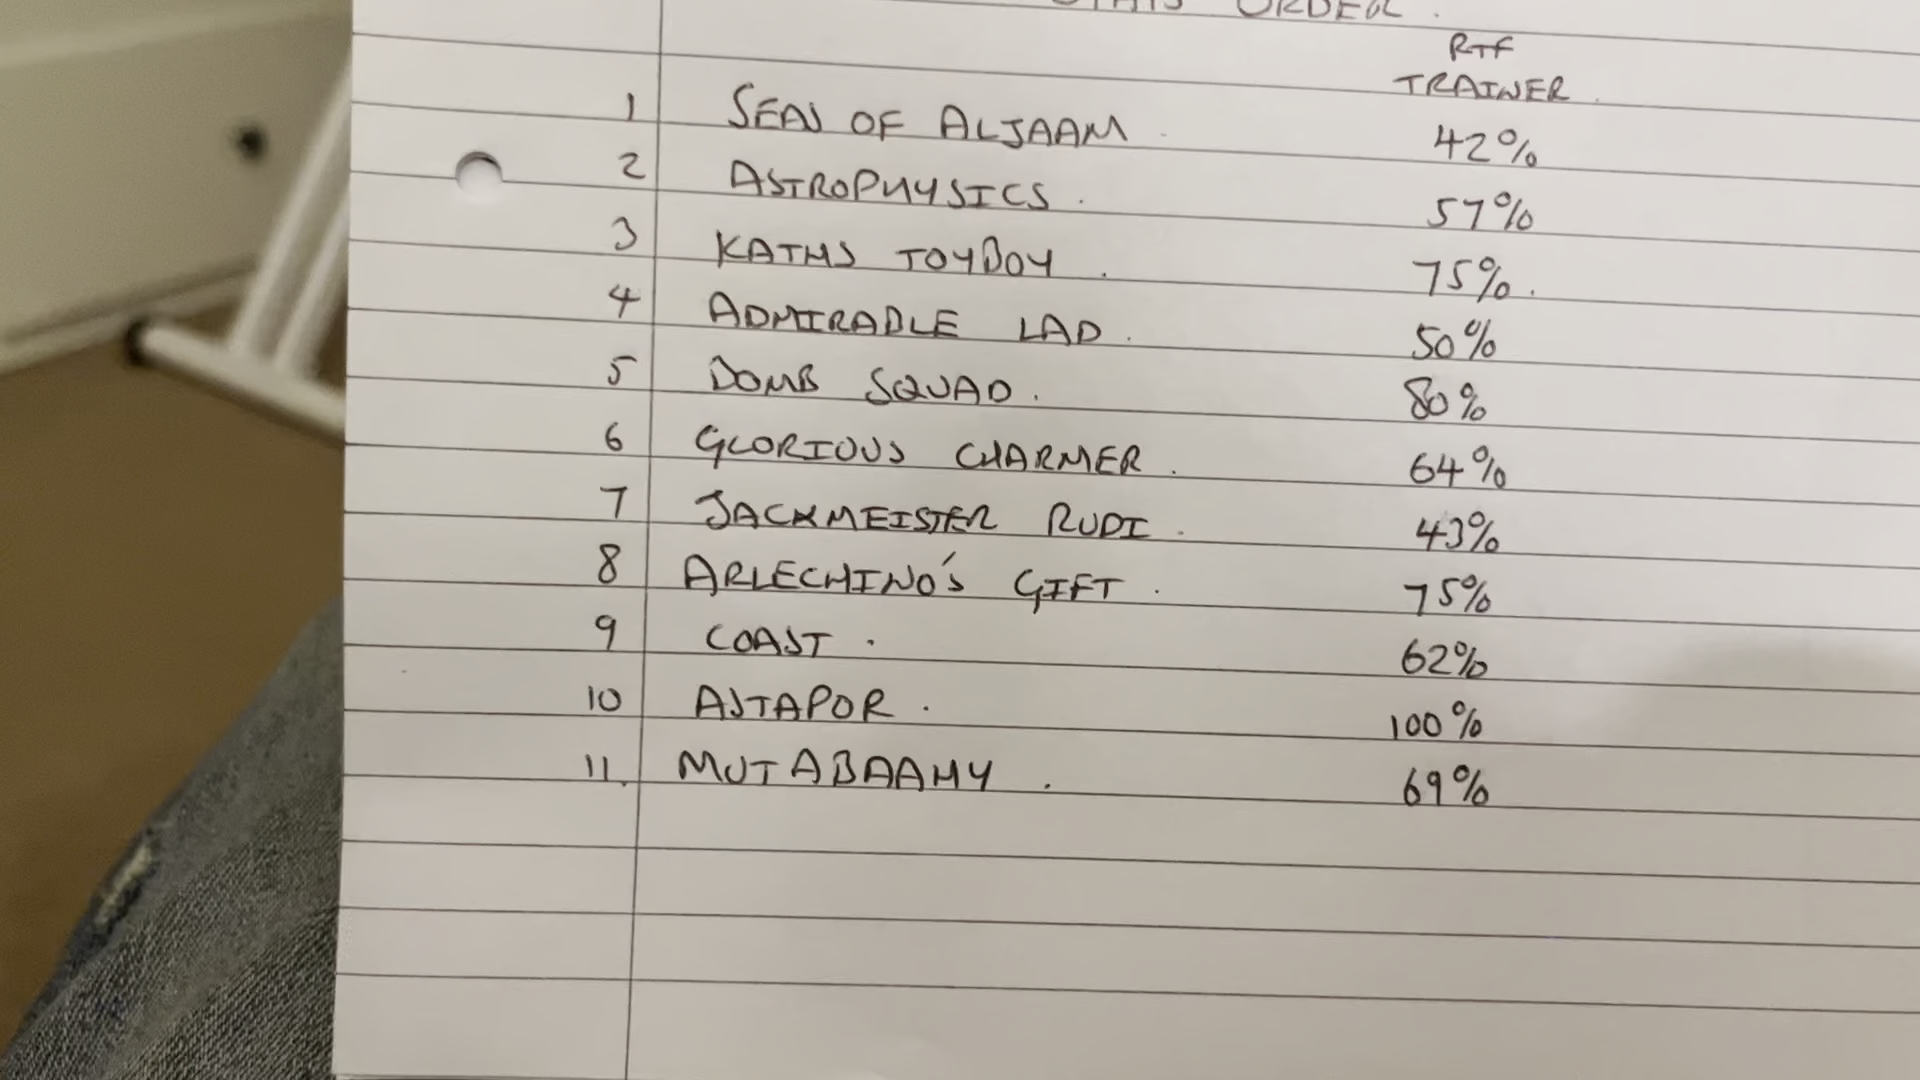 ORDER.
RTF
TRAINER.
1 SEAN OF ALJAAM. 42%
2 ASTROPHYSICS. 57%
3 KATHS TOYBOY. 75%.
4 ADMIRABLE LAD. 50%
5 BOMB SQUAD. 80%
6 GLORIOUS CHARMER. 64%
7 JACKMEISTER RUDI. 43%
8 ARLECHINO'S GIFT. 75%
9 COAST. 62%
10 ASTAPOR. 100%
11. MUTABAAHY. 69%